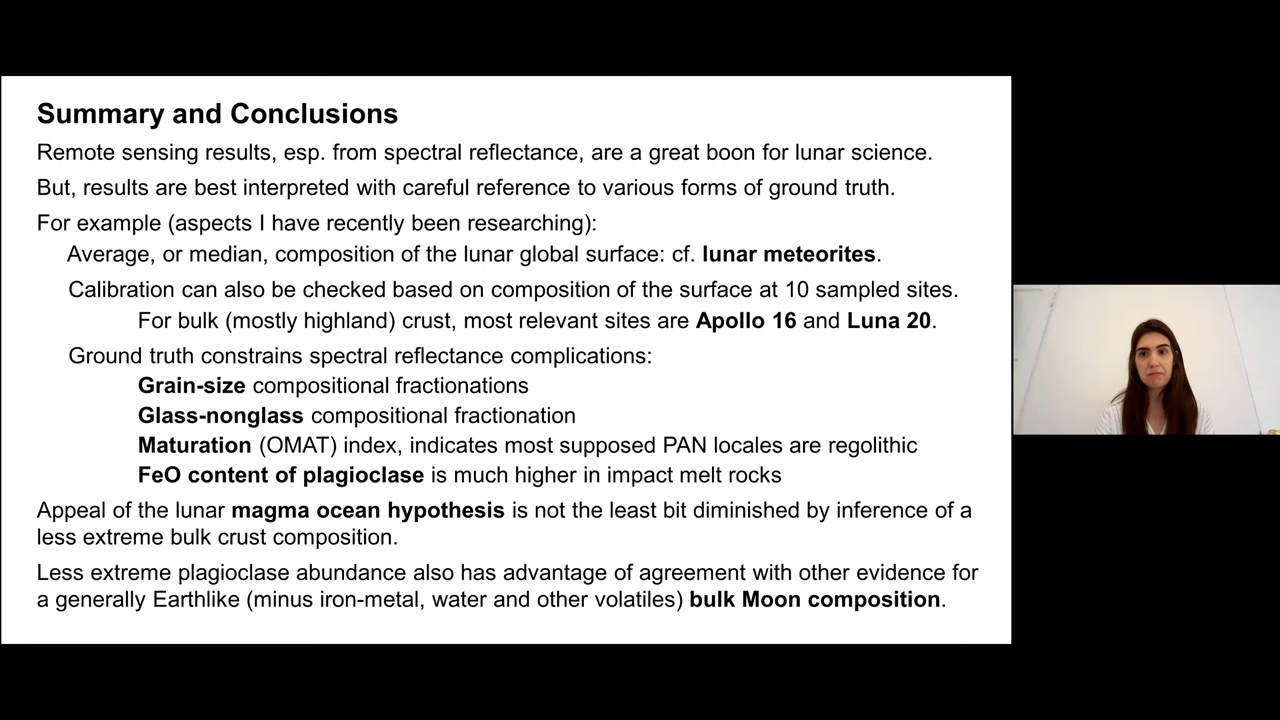 Summary and Conclusions
Remote sensing results, esp. from spectral reflectance, are a great boon for lunar science.
But, results are best interpreted with careful reference to various forms of ground truth.
For example (aspects I have recently been researching):
Average, or median, composition of the lunar global surface: cf. lunar meteorites.
Calibration can also be checked based on composition of the surface at 10 sampled sites.
For bulk (mostly highland) crust, most relevant sites are Apollo 16 and Luna 20.
Ground truth constrains spectral reflectance complications:
Grain-size compositional fractionations
Glass-nonglass compositional fractionation
Maturation (OMAT) index, indicates most supposed PAN locales are regolithic
FeO content of plagioclase is much higher in impact melt rocks
Appeal of the lunar magma ocean hypothesis is not the least bit diminished by inference of a
less extreme bulk crust composition.
Less extreme plagioclase abundance also has advantage of agreement with other evidence for
a generally Earthlike (minus iron-metal, water and other volatiles) bulk Moon composition.